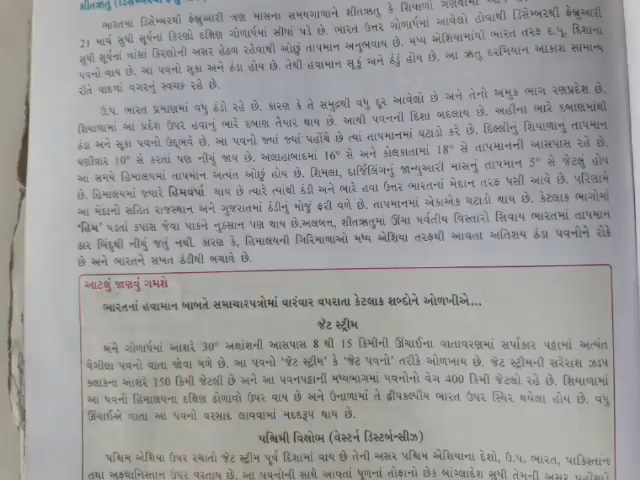 શીતઋતુ (ડિસેમ્બરથી ફેબ્રુઆરી)
ભારતમાં ડિસેમ્બરથી ફેબ્રુઆરી ત્રણ માસના સમયગાળાને શીતઋતુ કે શિયાળો ગણવામાં
21 માર્ચ સુધી સૂર્યનાં કિરણો દક્ષિણ ગોળાર્ધમાં સીધાં પડે છે. ભારત ઉત્તર ગોળાર્ધમાં આવેલો હોવાથી ડિસેમ્બરથી ફેબ્રુઆરી
સુધી સૂર્યનાં ત્રાંસાં કિરણોની અસર હેઠળ રહેવાથી ઓછું તાપમાન અનુભવાય છે. મધ્ય એશિયામાંથી ભારત તરફ ઉ.પૂ. દિશાના
પવનો વાય છે. આ પવનો સૂકા અને ઠંડા હોય છે. તેથી હવામાન સૂકું અને ઠંડું હોય છે. આ ઋતુ દરમિયાન આકાશ સામાન્ય
રીતે વાદળાં વગરનું સ્વચ્છ રહે છે.
ઉ.પ. ભારત પ્રમાણમાં વધુ ઠંડી રહે છે. કારણ કે તે સમુદ્રથી વધુ દૂર આવેલો છે અને તેનો અમુક ભાગ રણપ્રદેશ છે.
શિયાળામાં આ પ્રદેશ ઉપર હવાનું ભારે દબાણ તૈયાર થાય છે. આથી પવનની દિશા બદલાય છે. અહીંના ભારે દબાણમાંથી
ઠંડા અને સૂકા પવનો ઉદ્ભવે છે. આ પવનો જ્યાં જ્યાં પહોંચે છે ત્યાં તાપમાનમાં ઘટાડો કરે છે. દિલ્લીનું શિયાળાનું તાપમાન
ઘણીવાર 10° સે કરતાં પણ નીચું જાય છે. અલાહાબાદમાં 16° સે અને કોલકાતામાં 18° સે તાપમાનની આસપાસ રહે છે.
આ સમયે હિમાલયમાં તાપમાન અત્યંત ઓછું હોય છે. શિમલા, દાર્જિલિંગનું જાન્યુઆરી માસનું તાપમાન 5° સે જેટલું હોય
છે. હિમાલયમાં જ્યારે હિમવર્ષા થાય છે ત્યારે ત્યાંથી ઠંડી અને ભારે હવા ઉત્તર ભારતનાં મેદાન તરફ ધસી આવે છે. પરિણામે
આ મેદાનો સહિત રાજસ્થાન અને ગુજરાતમાં ઠંડીનું મોજું ફરી વળે છે. તાપમાનમાં એકાએક ઘટાડો થાય છે. કેટલાક ભાગોમાં
'હિમ' પડતાં કપાસ જેવા પાકને નુકસાન પણ થાય છે.અલબત્ત, શીતઋતુમાં ઊંચા પર્વતીય વિસ્તારો સિવાય ભારતમાં તાપમાન
ઠાર બિંદુથી નીચું જતું નથી. કારણ કે, હિમાલયની ગિરિમાળાઓ મધ્ય એશિયા તરફથી આવતા અતિશય ઠંડા પવનોને રોકે
છે અને ભારતને સખત ઠંડીથી બચાવે છે.
આટલું જાણવું ગમશે
ભારતનાં હવામાન બાબતે સમાચારપત્રોમાં વારંવાર વપરાતા કેટલાક શબ્દોને ઓળખીએ...
જૅટ સ્ટ્રીમ
બંને ગોળાર્ધમાં આશરે 30° અક્ષાંશની આસપાસ 8 થી 15 કિમીની ઊંચાઈના વાતાવરણમાં સર્પાકાર પટ્ટામાં અત્યંત
વેગીલા પવનો વાતા જોવા મળે છે. આ પવનો 'જૅટ સ્ટ્રીમ' કે 'જૅટ પવનો' તરીકે ઓળખાય છે. જૅટ સ્ટ્રીમની સરેરાશ ઝડપ
કલાકના આશરે 150 કિમી જેટલી છે અને આ પવનપટ્ટાની મધ્યભાગમાં પવનોનો વેગ 400 કિમી જેટલો રહે છે. શિયાળામાં
આ પવનો હિમાલયના દક્ષિણ ઢોળાવો ઉપર વાય છે અને ઉનાળામાં તે દ્વીપકલ્પીય ભારત ઉપર સ્થિર થયેલા હોય છે. વધુ
ઊંચાઈએ વાતા આ પવનો વરસાદ લાવવામાં મદદરૂપ થાય છે.
પશ્ચિમી વિક્ષોભ (વેસ્ટર્ન ડિસ્ટર્બન્સીઝ)
પશ્ચિમ એશિયા ઉપર રચાતો જૅટ સ્ટ્રીમ પૂર્વ દિશામાં વાય છે તેની અસર પશ્ચિમ એશિયાના દેશો, ઉ.પ. ભારત, પાકિસ્તાન
તથા અફઘાનિસ્તાન ઉપર વરતાય છે. આ પવનોની સાથે આવતાં ધૂળનાં તોફાનો છેક બાંગ્લાદેશ સુધી તેમની અસર